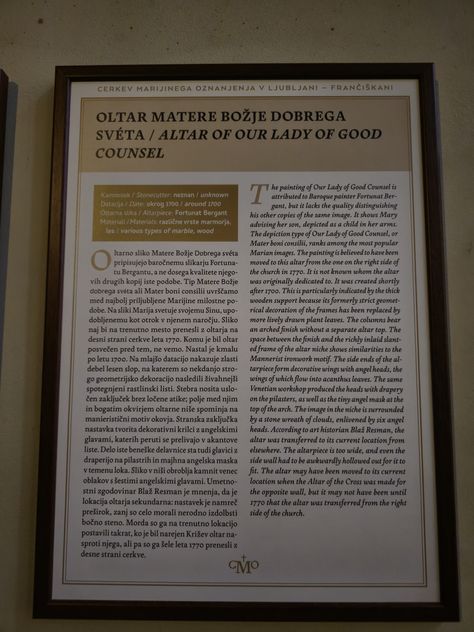 CERKEV MARIJINEGA OZNANJENJA V LJUBLJANI – FRANČIŠKANI
OLTAR MATERE BOŽJE DOBREGA
SVÉTA / ALTAR OF OUR LADY OF GOOD
COUNSEL
Kamnosek / Stonecutter: neznan / unknown
Datacija / Date: okrog 1700 / around 1700
Oltarna slika / Altarpiece: Fortunat Bergant
Materiali / Materials: različne vrste marmorja,
les / various types of marble, wood
Oltarno sliko Matere Božje Dobrega svéta
pripisujejo baročnemu slikarju Fortuna-
tu Bergantu, a ne dosega kvalitete njego-
vih drugih kopij iste podobe. Tip Matere Božje
dobrega svéta ali Mater boni consilii uvrščamo
med najbolj priljubljene Marijine milostne po-
dobe. Na sliki Marija svetuje svojemu Sinu, upo-
dobljenemu kot otrok v njenem naročju. Sliko
naj bi na trenutno mesto prenesli z oltarja na
desni strani cerkve leta 1770. Komu je bil oltar
posvečen pred tem, ne vemo. Nastal je kmalu
po letu 1700. Na mlajšo datacijo nakazuje zlasti
debel lesen slop, na katerem so nekdanjo stro-
go geometrijsko dekoracijo nasledili živahnejši
spotegnjeni rastlinski listi. Stebra nosita uslo-
čen zaključek brez ločene atike; polje med njim
in bogatim okvirjem oltarne niše spominja na
manieristični motiv okovja. Stranska zaključka
nastavka tvorita dekorativni krilci z angelskimi
glavami, katerih peruti se prelivajo v akantove
liste. Delo iste beneške delavnice sta tudi glavici z
draperijo na pilastrih in majhna angelska maska
v temenu loka. Sliko v niši obroblja kamnit venec
oblakov s šestimi angelskimi glavami. Umetno-
stni zgodovinar Blaž Resman je mnenja, da je
lokacija oltarja sekundarna: nastavek je namreč
preširok, zanj so celo morali nerodno izdolbsti
bočno steno. Morda so ga na trenutno lokacijo
postavili takrat, ko je bil narejen Križev oltar na-
sproti njega, ali pa so ga šele leta 1770 prenesli z
desne strani cerkve.
The painting of Our Lady of Good Counsel is
attributed to Baroque painter Fortunat Ber-
gant, but it lacks the quality distinguishing
his other copies of the same image. It shows Mary
advising her son, depicted as a child in her arms.
The depiction type of Our Lady of Good Counsel, or
Mater boni consilii, ranks among the most popular
Marian images. The painting is believed to have been
moved to this altar from the one on the right side of
the church in 1770. It is not known whom the altar
was originally dedicated to. It was created shortly
after 1700. This is particularly indicated by the thick
wooden support because its formerly strict geomet-
rical decoration of the frames has been replaced by
more lively drawn plant leaves. The columns bear
an arched finish without a separate altar top. The
space between the finish and the richly inlaid slant-
ed frame of the altar niche shows similarities to the
Mannerist ironwork motif. The side ends of the al-
tarpiece form decorative wings with angel heads, the
wings of which flow into acanthus leaves. The same
Venetian workshop produced the heads with drapery
on the pilasters, as well as the tiny angel mask at the
top of the arch. The image in the niche is surrounded
by a stone wreath of clouds, enlivened by six angel
heads. According to art historian Blaž Resman, the
altar was transferred to its current location from
elsewhere. The altarpiece is too wide, and even the
side wall had to be awkwardly hollowed out for it to
fit. The altar may have been moved to its current
location when the Altar of the Cross was made for
the opposite wall, but it may not have been until
1770 that the altar was transferred from the right
side of the church.
CMO